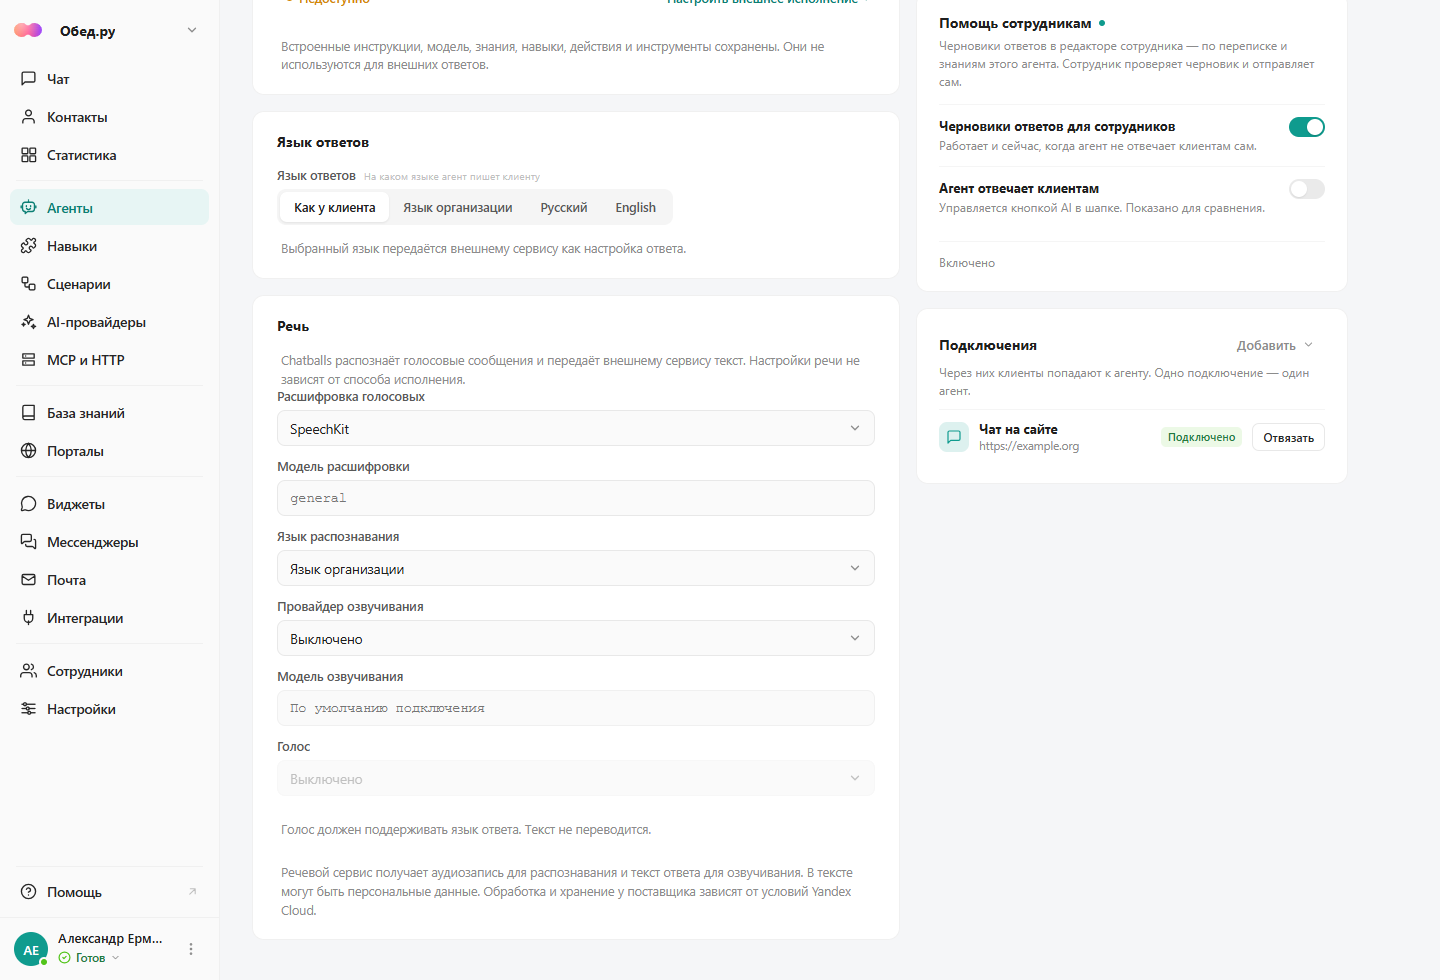 Обед.ру
Чат
Контакты
Статистика
Агенты
Навыки
Сценарии
AI-провайдеры
MCP и HTTP
База знаний
Порталы
Виджеты
Мессенджеры
Почта
Интеграции
Сотрудники
Настройки
Помощь
АЕ
Александр Ерм...
Готов
Недоступно
Настроить внешнее исполнение
Встроенные инструкции, модель, знания, навыки, действия и инструменты сохранены. Они не
используются для внешних ответов.
Язык ответов
Язык ответов На каком языке агент пишет клиенту
Как у клиента Язык организации Русский English
Выбранный язык передаётся внешнему сервису как настройка ответа.
Речь
Chatballs распознаёт голосовые сообщения и передаёт внешнему сервису текст. Настройки речи не
зависят от способа исполнения.
Расшифровка голосовых
SpeechKit
Модель расшифровки
general
Язык распознавания
Язык организации
Провайдер озвучивания
Выключено
Модель озвучивания
По умолчанию подключения
Голос
Выключено
Голос должен поддерживать язык ответа. Текст не переводится.
Речевой сервис получает аудиозапись для распознавания и текст ответа для озвучивания. В тексте
могут быть персональные данные. Обработка и хранение у поставщика зависят от условий Yandex
Cloud.
Помощь сотрудникам
Черновики ответов в редакторе сотрудника — по переписке и
знаниям этого агента. Сотрудник проверяет черновик и отправляет
сам.
Черновики ответов для сотрудников
Работает и сейчас, когда агент не отвечает клиентам сам.
Агент отвечает клиентам
Управляется кнопкой AI в шапке. Показано для сравнения.
Включено
Подключения
Добавить
Через них клиенты попадают к агенту. Одно подключение — один
агент.
Чат на сайте
https://example.org
Подключено
Отвязать